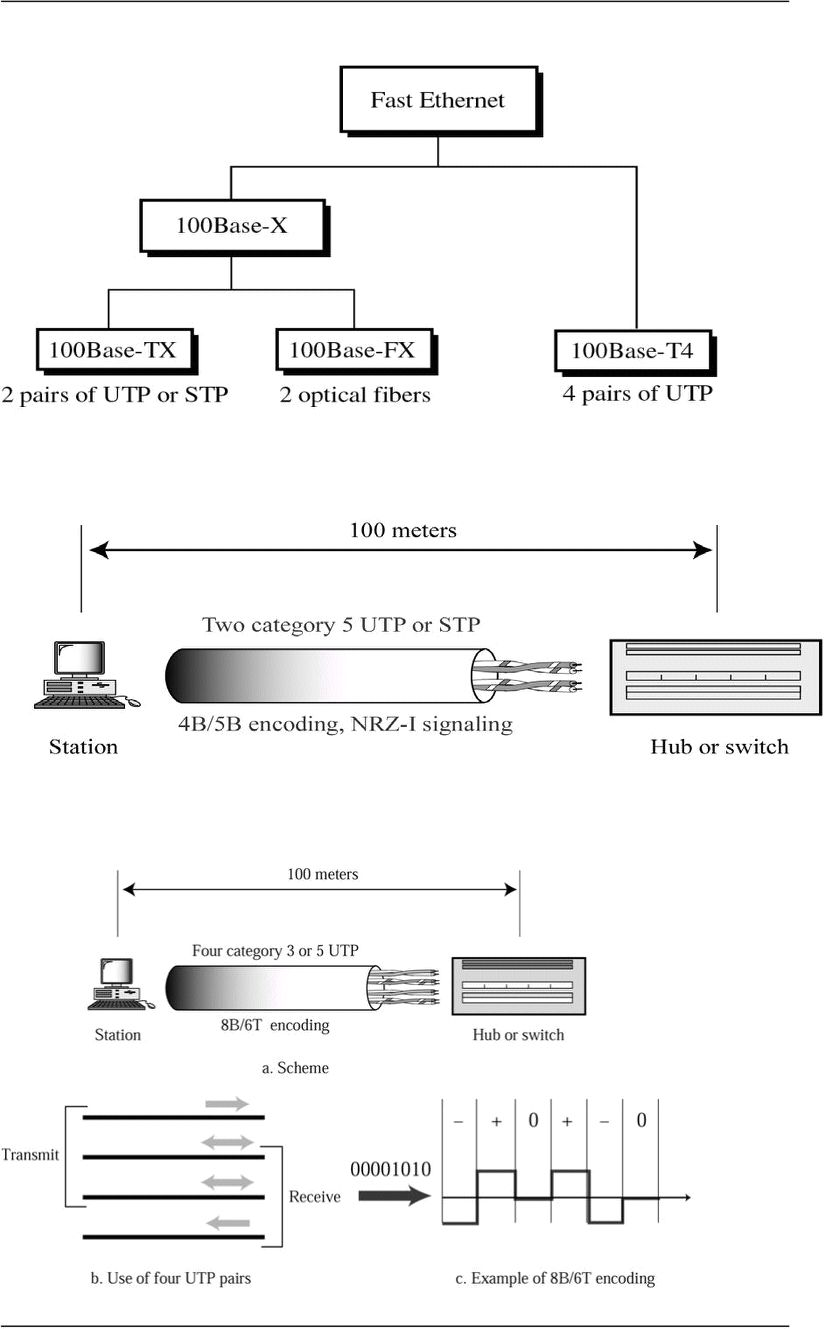 Fast Ethernet
100Base-X
100Base-TX
100Base-FX
100Base-T4
2 pairs of UTP or STP
2 optical fibers
4 pairs of UTP
100 meters
Two category 5 UTP or STP
4B/5B encoding, NRZ-I signaling
Station
Hub or switch
100 meters
Four category 3 or 5 UTP
8B/6T encoding
Station
Hub or switch
a. Scheme
Transmit
Receive
b. Use of four UTP pairs
00001010
– + 0 + – 0
c. Example of 8B/6T encoding